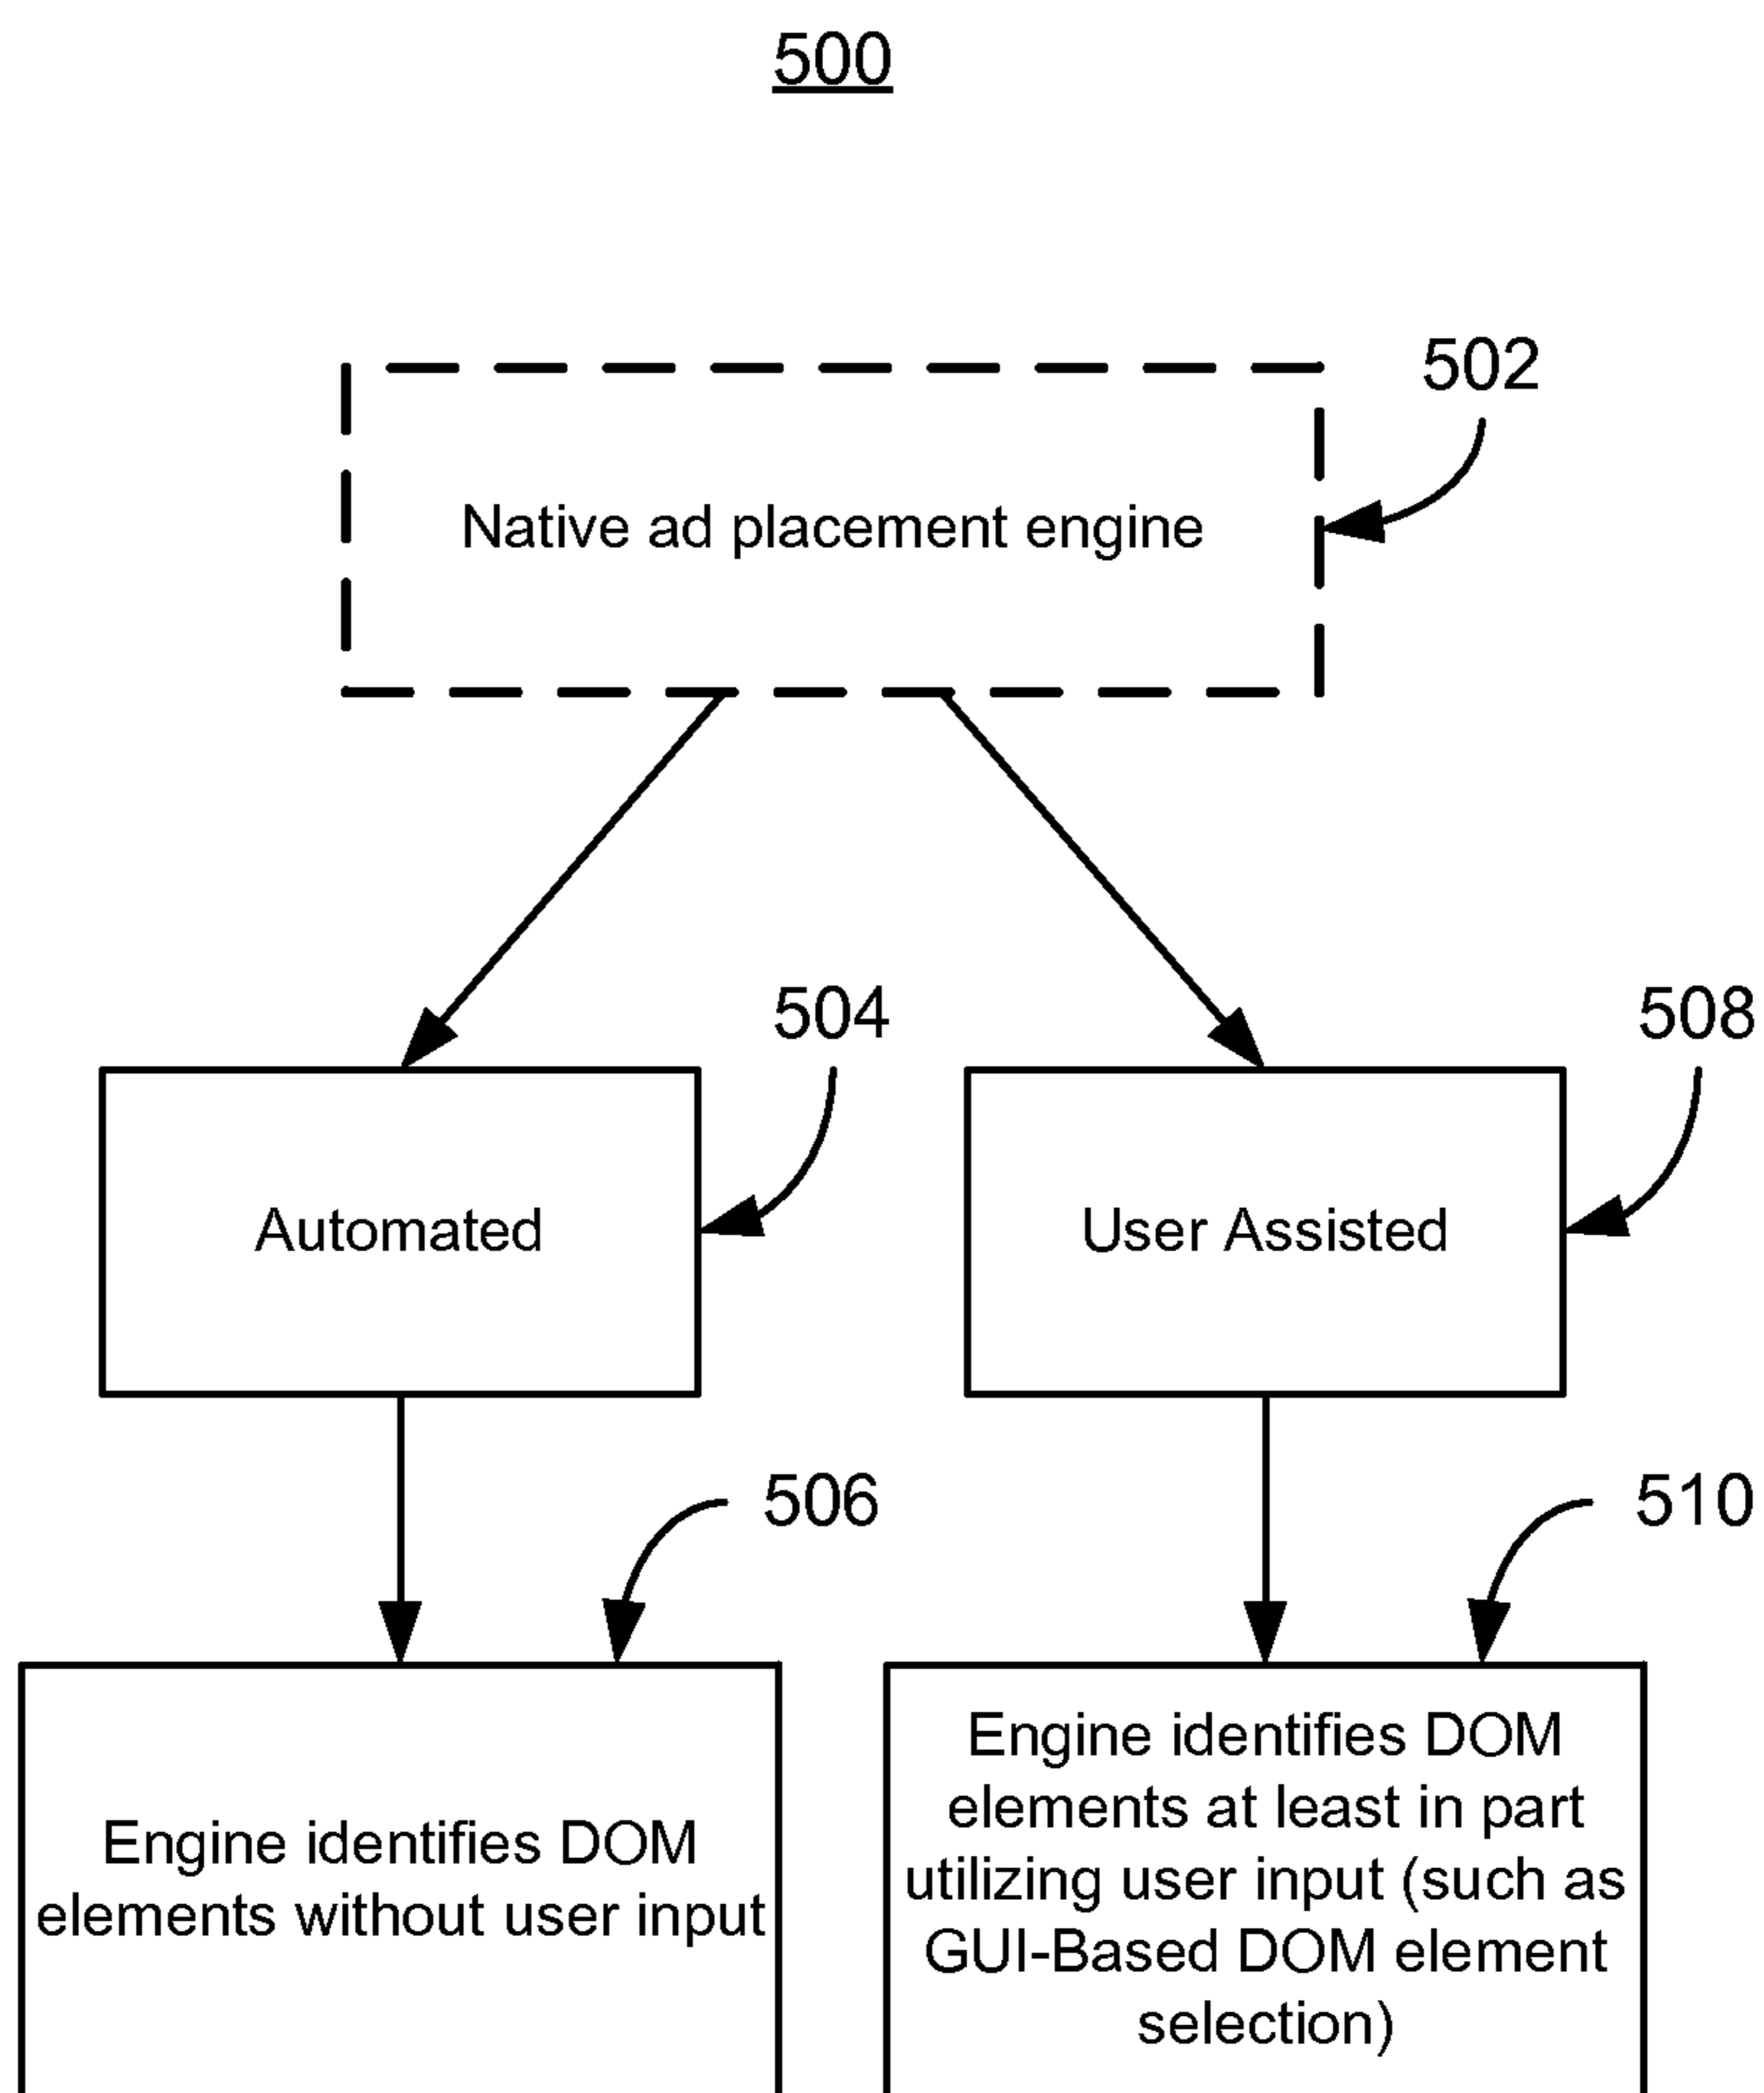 500
502
Native ad placement engine
504
508
Automated
User Assisted
506
510
Engine identifies DOM
elements without user input
Engine identifies DOM
elements at least in part
utilizing user input (such as
GUI-Based DOM element
selection)